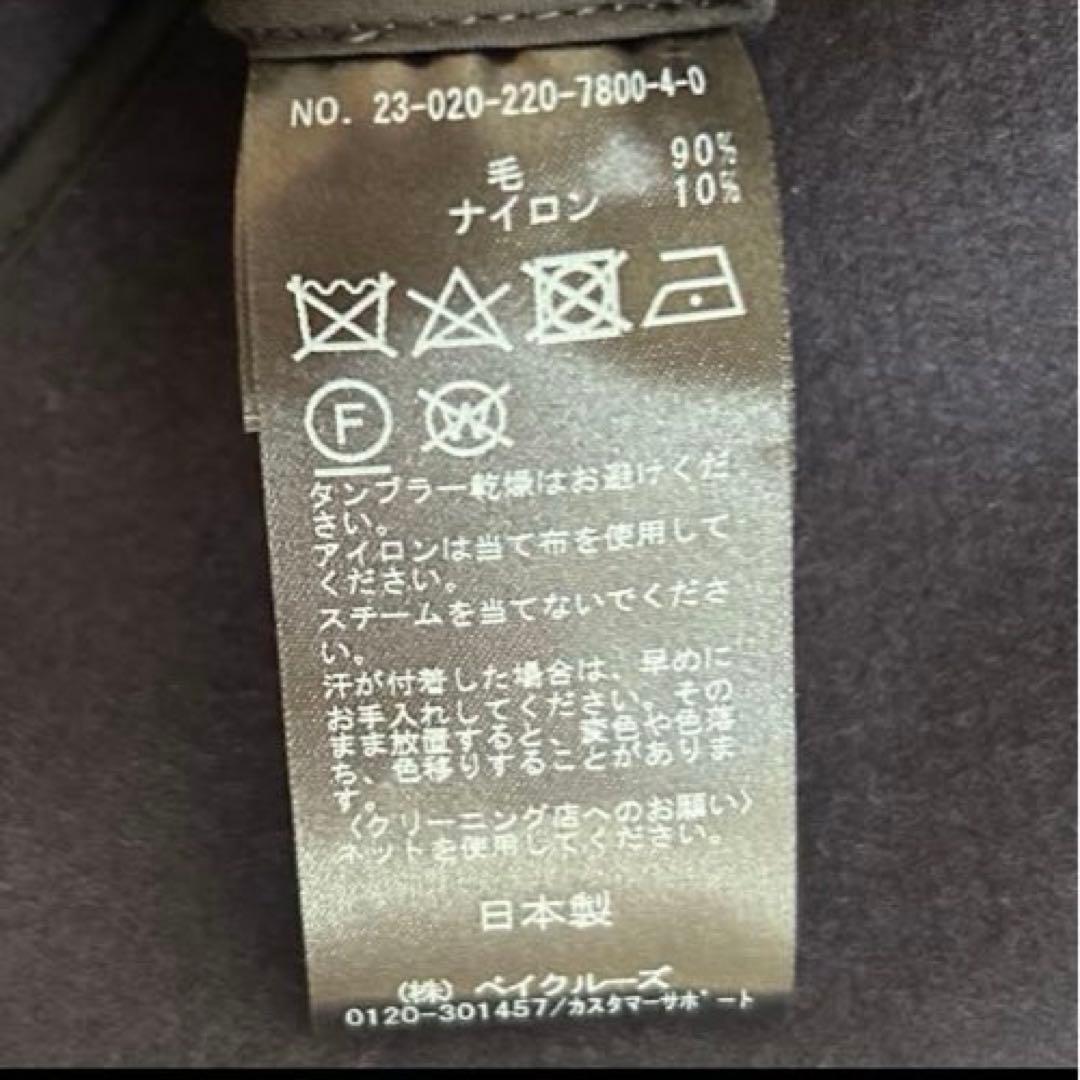 NO. 23-020-220-7800-4-0
毛 90%
ナイロン 10%
F W
タンブラー乾燥はお避けくだ
さい。
アイロンは当て布を使用して
ください。
スチームを当てないでくださ
い。
汗が付着した場合は、早めに
お手入れしてください。その
まま放置すると、変色や色落
ち、色移りすることがありま
す。
〈クリーニング店へのお願い〉
ネットを使用してください。
日本製
(株) ベイクルーズ
0120-301457/カスタマーサポート